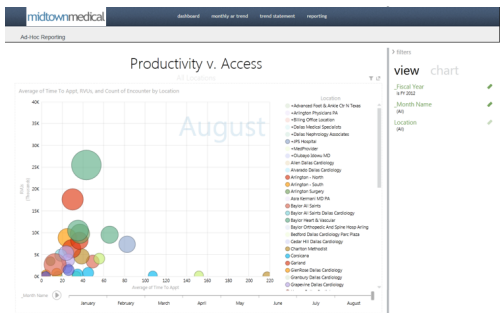 midtownmedical
dashboard monthly ar trend trend statement reporting
Ad-Hoc Reporting
Productivity v. Access
All Locations
Average of Time To Appt, RVUs, and Count of Encounter by Location
August
40K
35K
30K
25K
20K
15K
10K
5K
0K
RVUs
0 20 40 60 80 100 120 140 160 180 200 220
Average of Time To Appt
Location
+Advanced Foot & Ankle Ctr N Texas
+Arlington Physicians PA
+Billing Office Location
+Dallas Medical Specialists
+Dallas Nephrology Associates
+JPS Hospital
+MedProvider
+Olukayo Idowu MD
Allen Dallas Cardiology
Alvarado Dallas Cardiology
Arlington - North
Arlington - South
Arlington Surgery
Asra Kermani MD PA
Baylor All Saints
Baylor All Saints Dallas Cardiology
Baylor Heart & Vascular
Baylor Orthopedic And Spine Hosp Arling
Bedford Dallas Cardiology Parc Plaza
Cedar Hill Dallas Cardiology
Charlton Methodist
Corsicana
Garland
GlenRose Dallas Cardiology
Granbury Dallas Cardiology
Grapevine Dallas Cardiology
_Month Name
January February March April May June July August
filters
view chart
_Fiscal Year
is FY 2012
_Month Name
(All)
Location
(All)